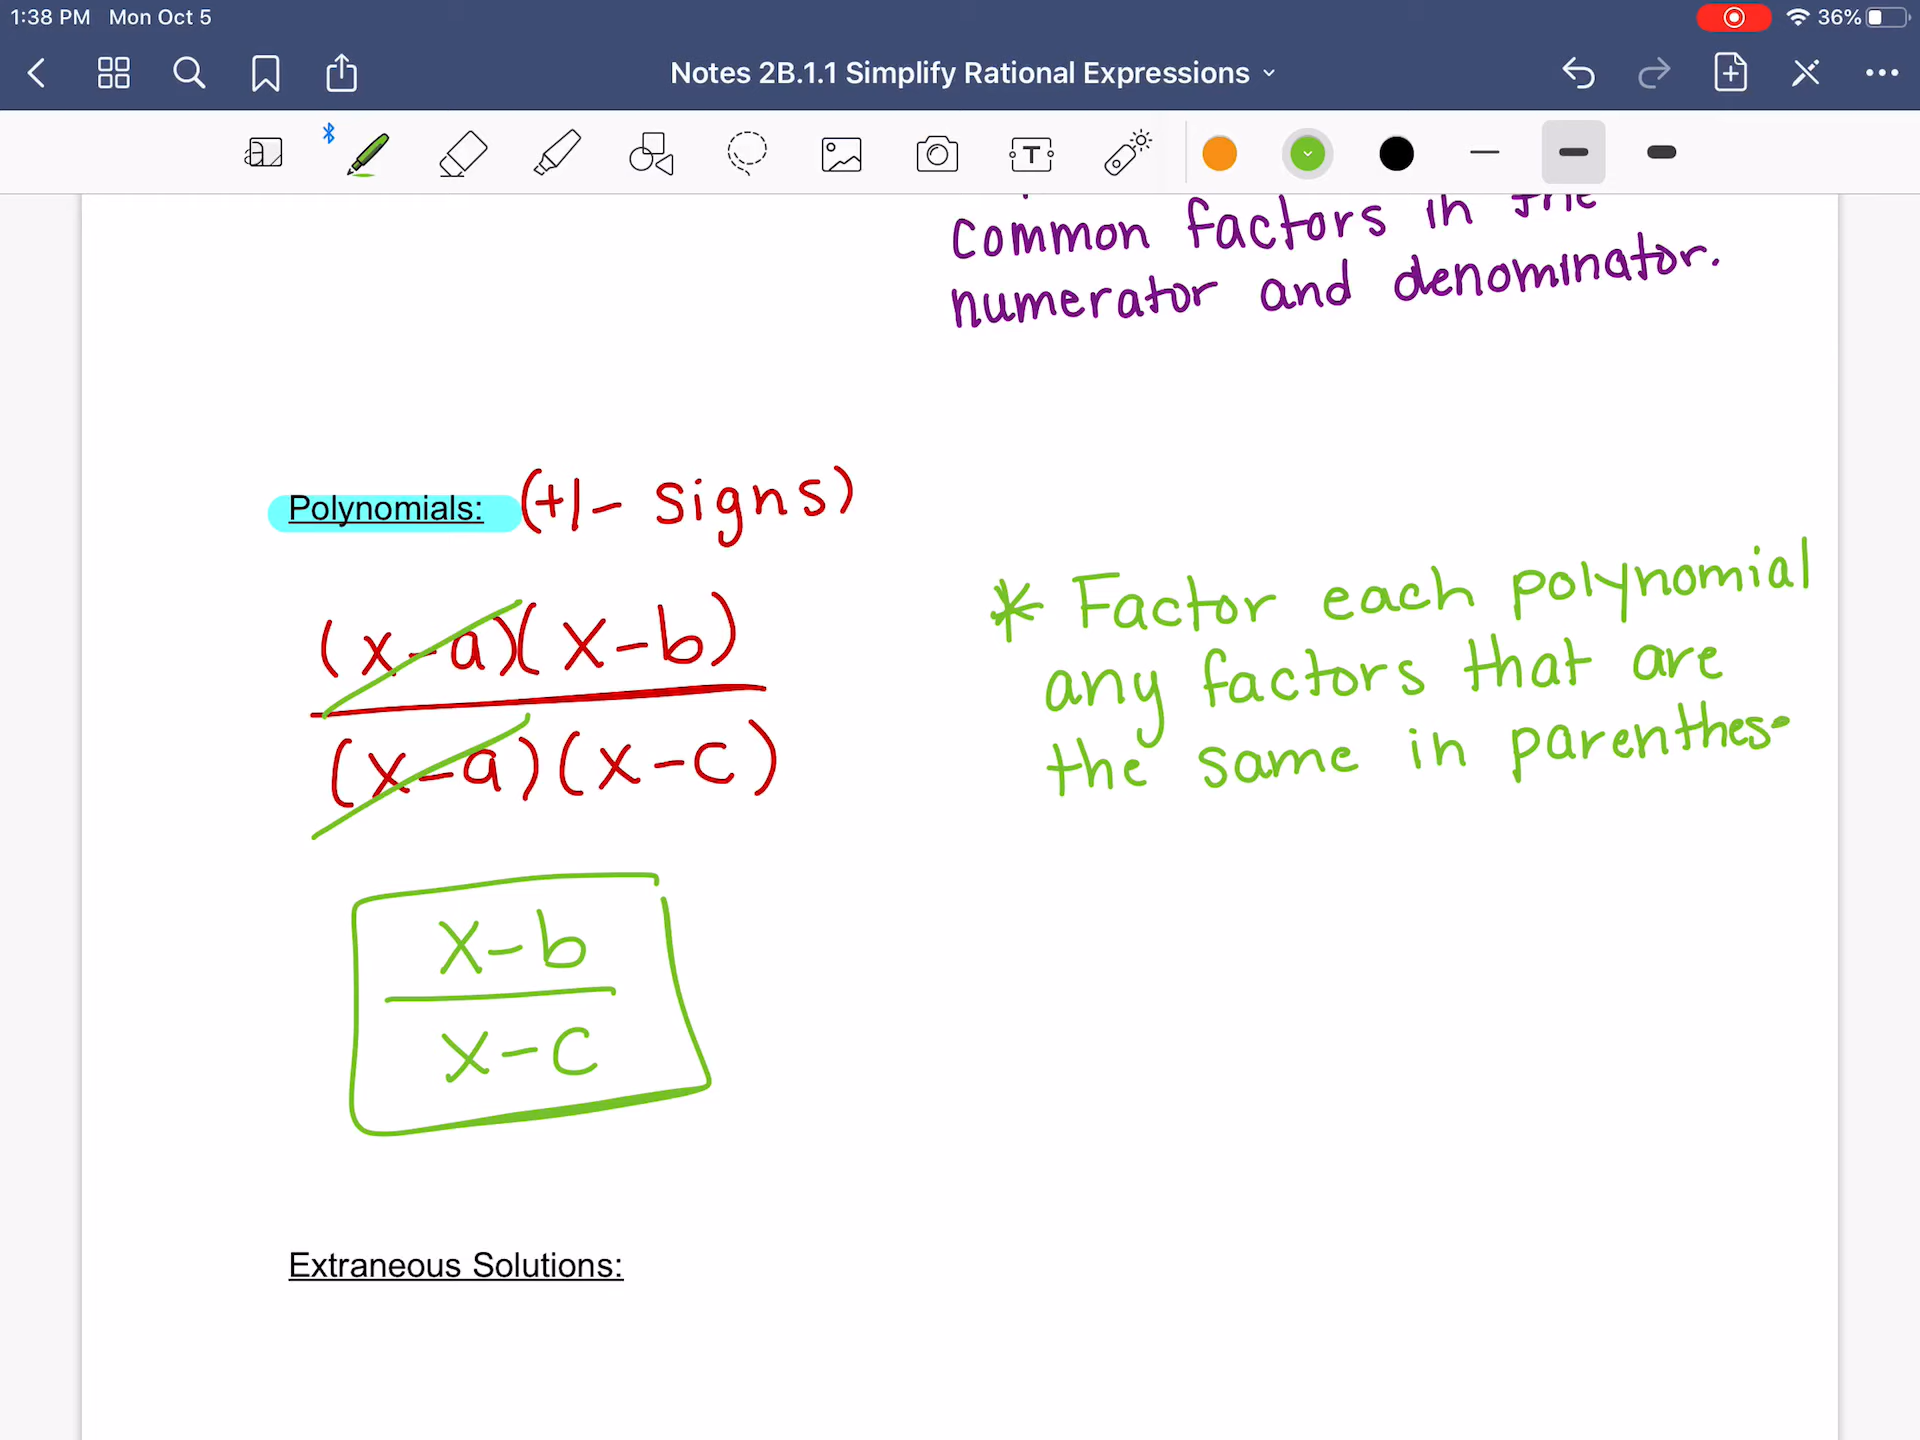 1:38 PM Mon Oct 5
36%
Notes 2B.1.1 Simplify Rational Expressions
common factors in the
numerator and denominator.
Polynomials: (+/- signs)
(x-a)(x-b)
(x-a)(x-c)
* Factor each polynomial
any factors that are
the same in parenthes
x-b
x-c
Extraneous Solutions: